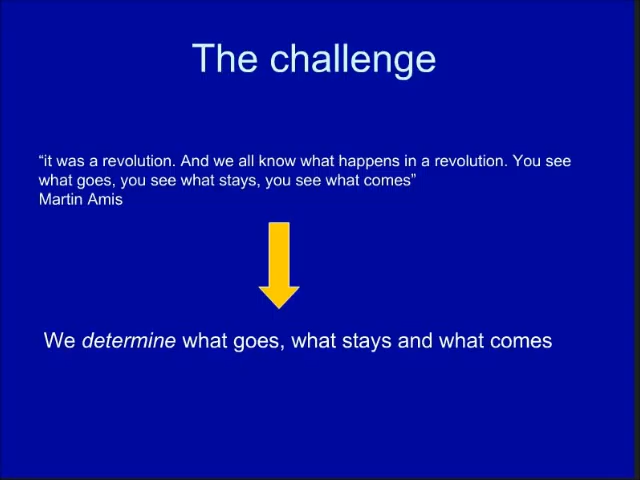 The challenge
“it was a revolution. And we all know what happens in a revolution. You see
what goes, you see what stays, you see what comes”
Martin Amis
We determine what goes, what stays and what comes